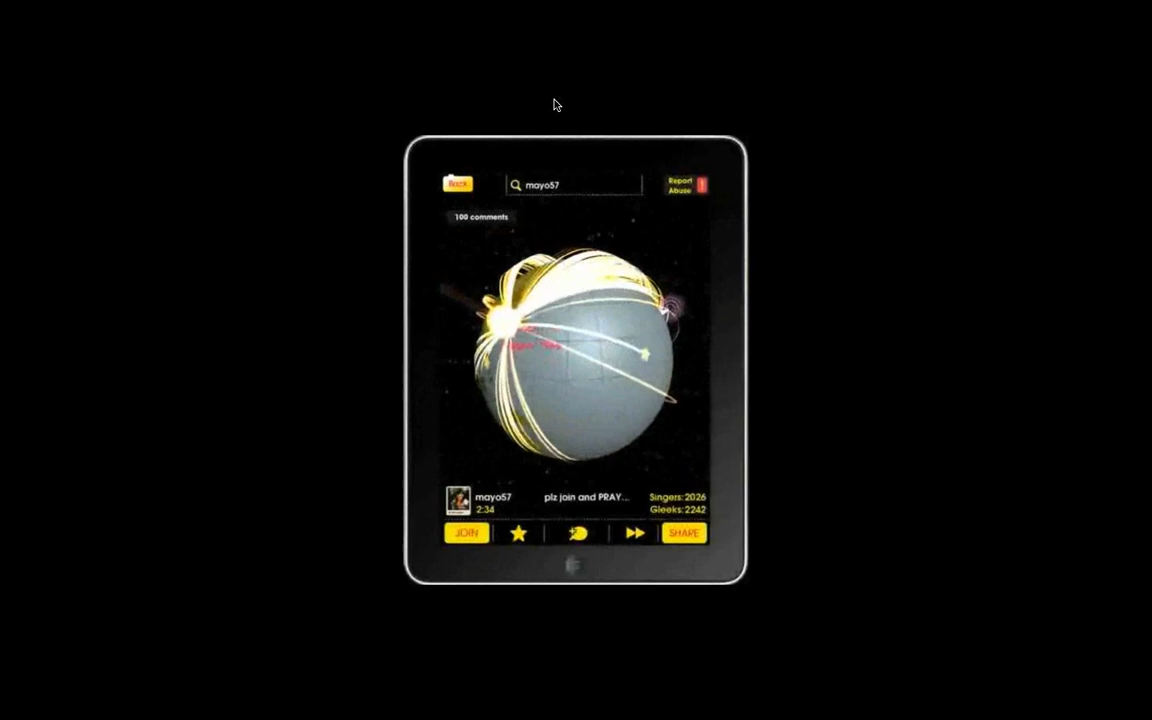 Back
mayo57
Report
Abuse
!
100 comments
mayo57
plz join and PRAY...
Singers:2026
2:34
Gleeks:2242
JOIN
SHARE